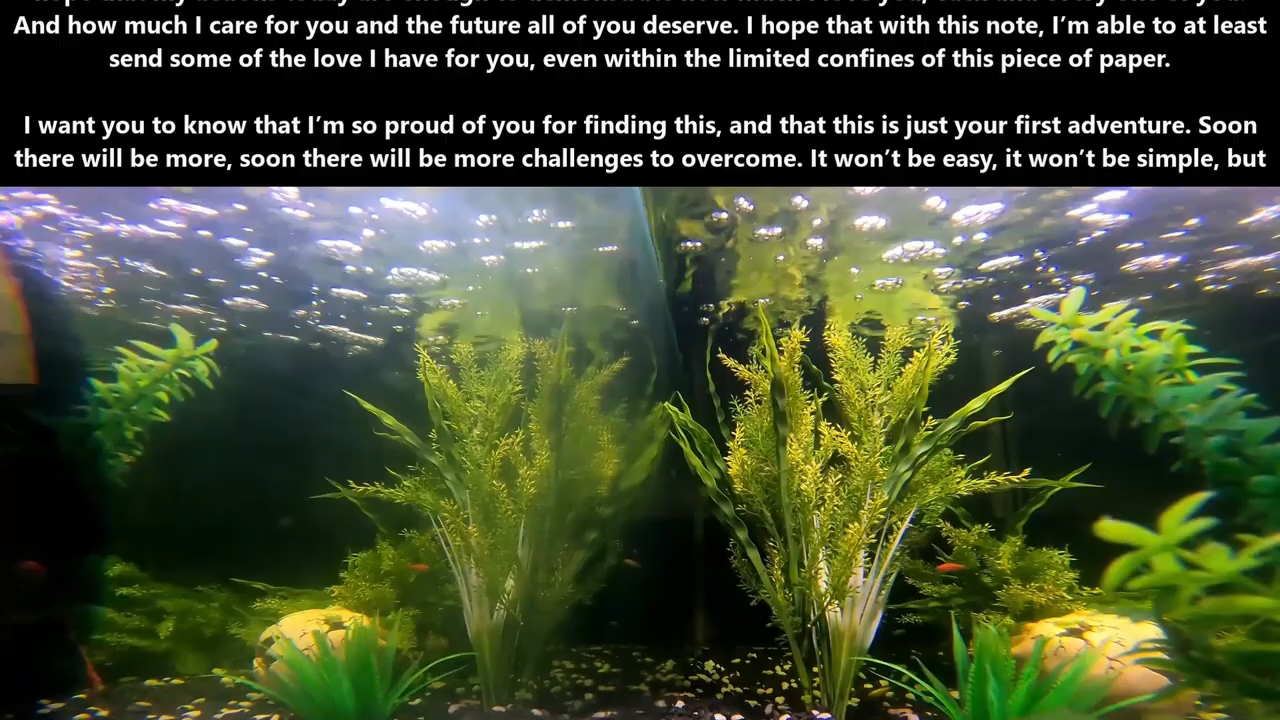 And how much I care for you and the future all of you deserve. I hope that with this note, I’m able to at least
send some of the love I have for you, even within the limited confines of this piece of paper.
I want you to know that I’m so proud of you for finding this, and that this is just your first adventure. Soon
there will be more, soon there will be more challenges to overcome. It won’t be easy, it won’t be simple, but